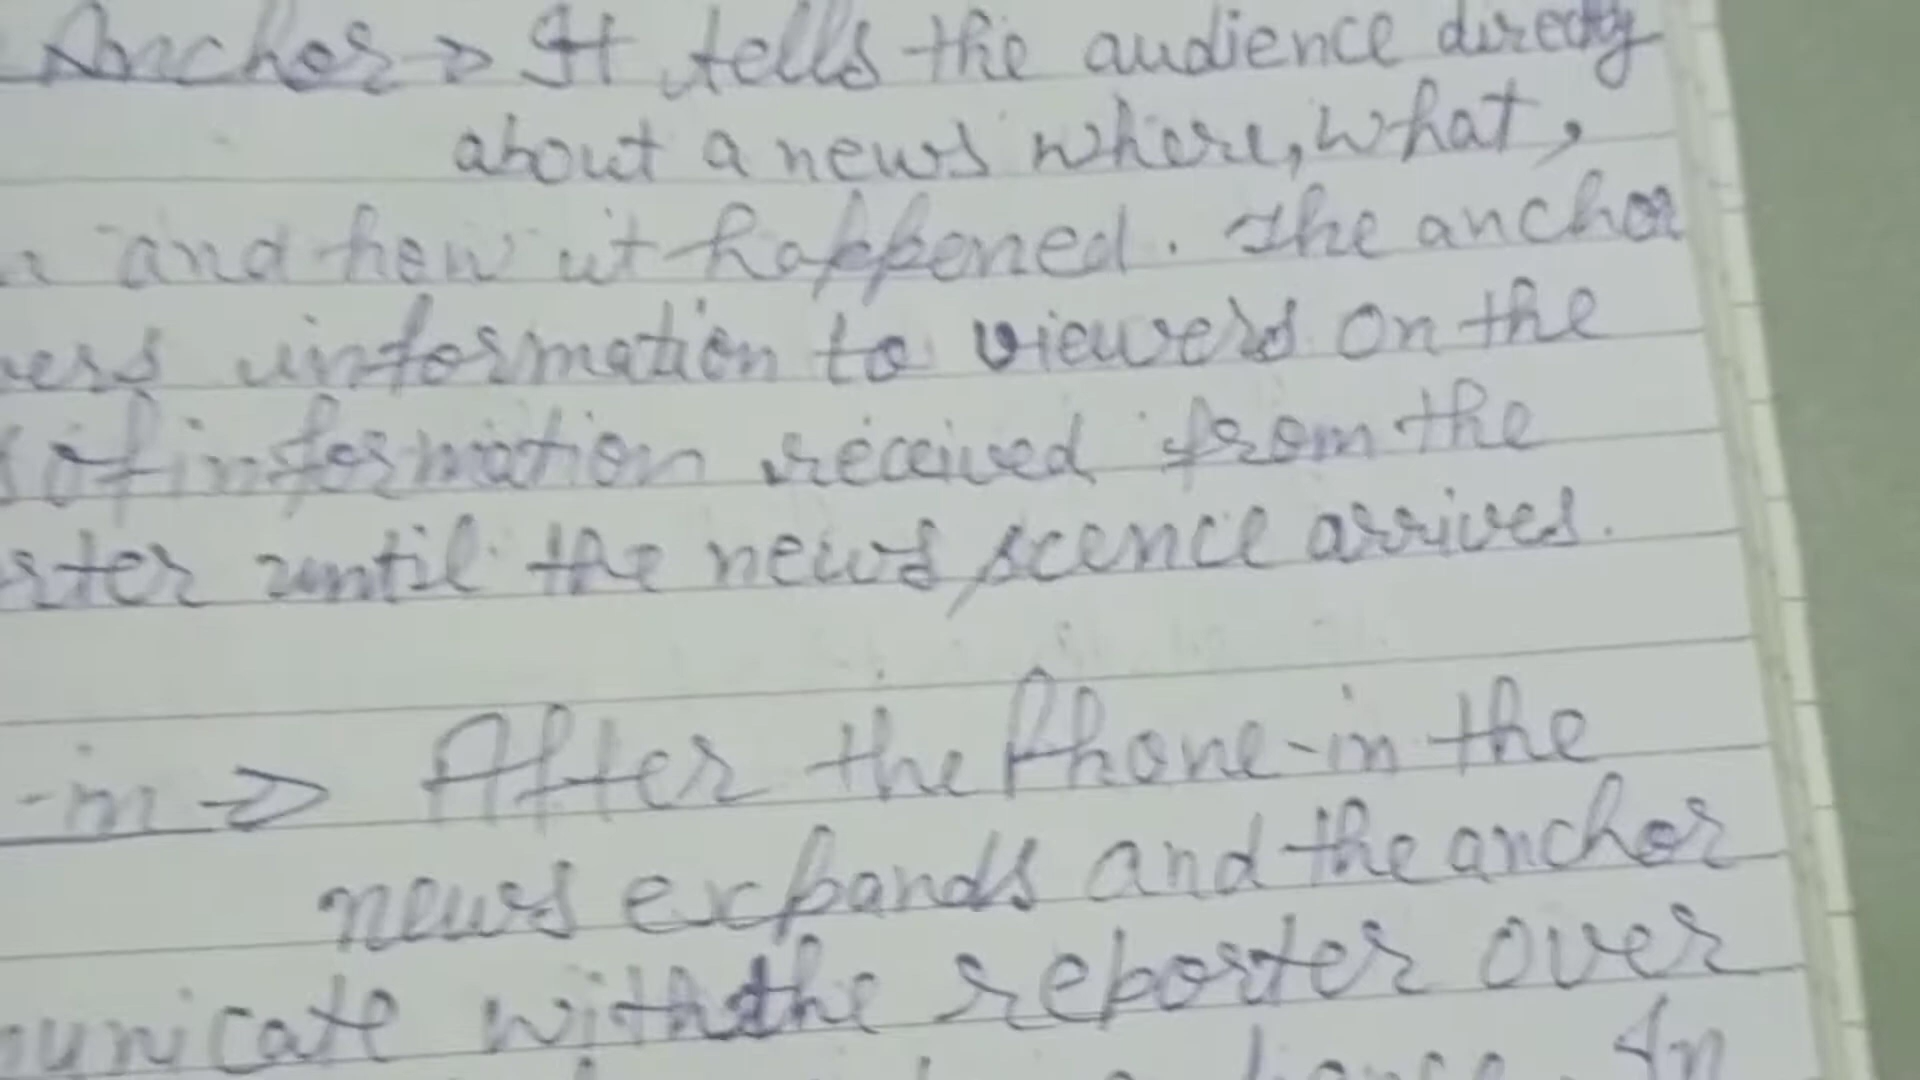 Anchor → It tells the audience directly
about a news where, what,
and how it happened. The anchor
information to viewers on the
of information received from the
until the news scence arrives.
-in ⇒ After the Phone-in the
news expands and the anchor
with the reporter over
In